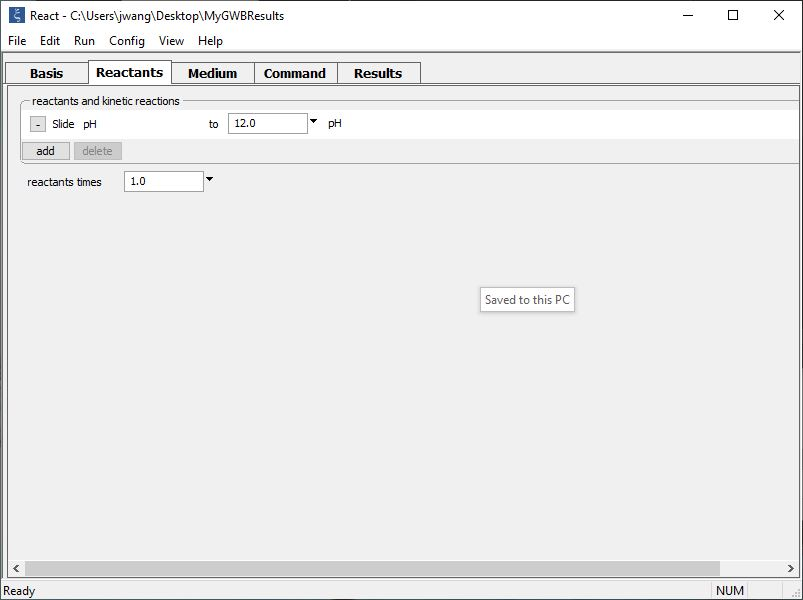 React - C:\Users\jwang\Desktop\MyGWBResults
File Edit Run Config View Help
Basis Reactants Medium Command Results
reactants and kinetic reactions
- Slide pH to 12.0 pH
add delete
reactants times 1.0
Saved to this PC
Ready NUM